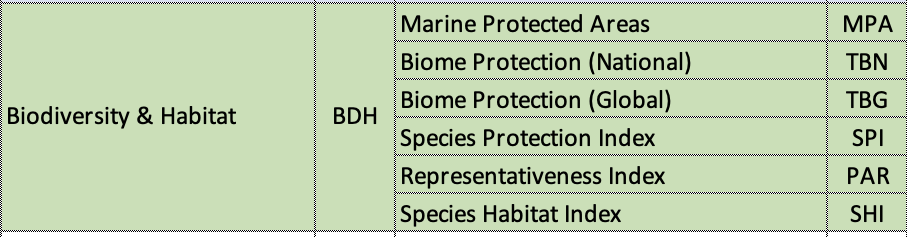 Marine Protected Areas MPA
Biome Protection (National) TBN
Biome Protection (Global) TBG
Biodiversity & Habitat BDH
Species Protection Index SPI
Representativeness Index PAR
Species Habitat Index SHI